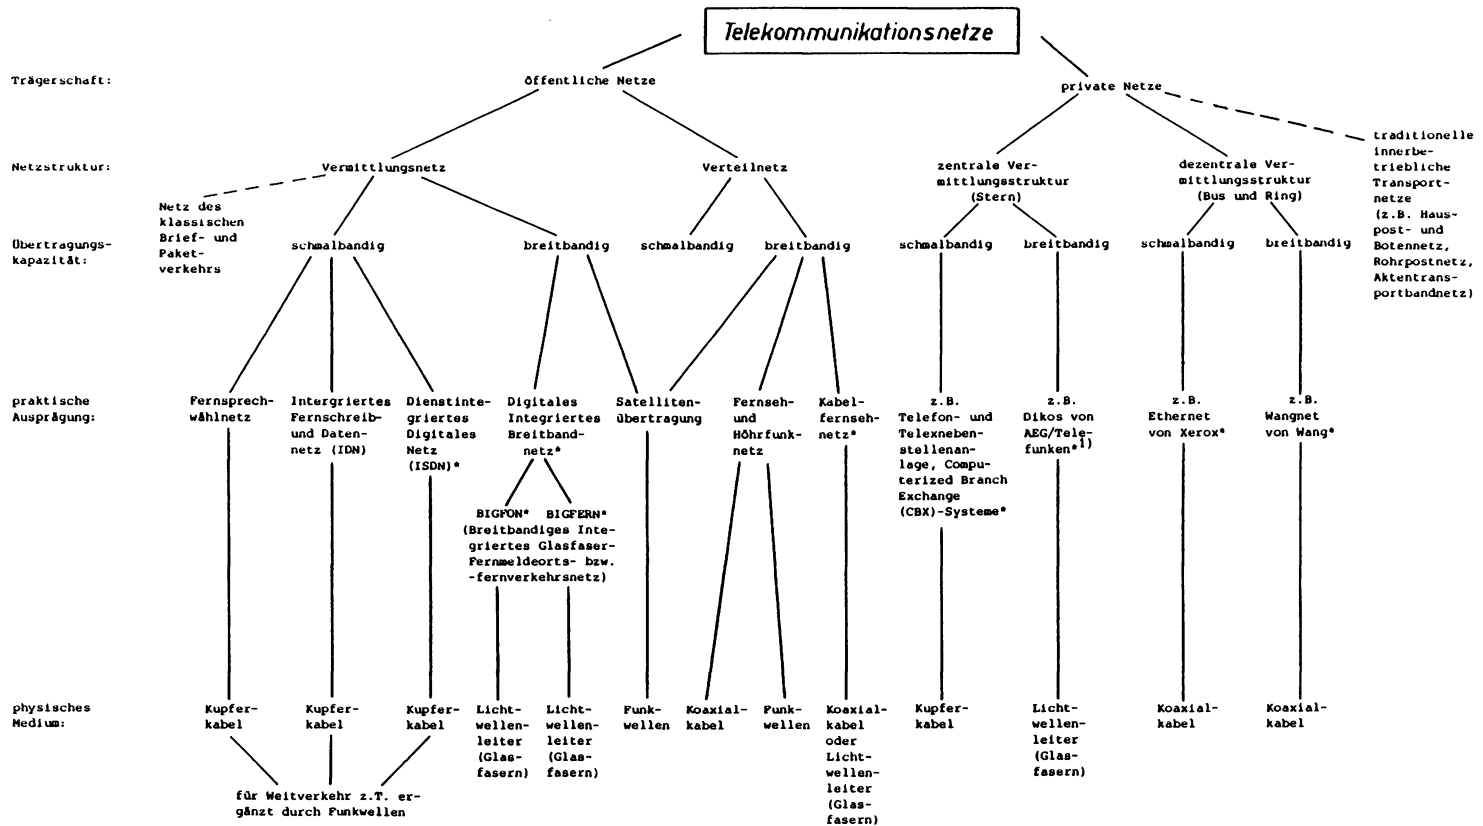 Telekommunikationsnetze
Trägerschaft:
öffentliche Netze
private Netze
Netzstruktur:
Vermittlungsnetz
Verteilnetz
zentrale Ver-
mittlungsstruktur
(Stern)
dezentrale Ver-
mittlungsstruktur
(Bus und Ring)
traditionelle
innerbe-
triebliche
Transport-
netze
(z.B. Haus-
post- und
Botennetz,
Rohrpostnetz,
Aktentrans-
portbandnetz)
Netz des
klassischen
Brief- und
Paket-
verkehrs
Übertragungs-
kapazität:
schmalbandig
breitbandig
schmalbandig
breitbandig
schmalbandig
breitbandig
schmalbandig
breitbandig
praktische
Ausprägung:
Fernsprech-
wählnetz
Intergriertes
Fernschreib-
und Daten-
netz (IDN)
Dienstinte-
griertes
Digitales
Netz
(ISDN)*
Digitales
Integriertes
Breitband-
netz*
BIGFON* BIGFERN*
(Breitbandiges Inte-
griertes Glasfaser-
Fernmeldeorts- bzw.
-fernverkehrsnetz)
Satelliten-
übertragung
Fernseh-
und
Höhrfunk-
netz
Kabel-
fernseh-
netz*
z.B.
Telefon- und
Telexneben-
stellenan-
lage, Compu-
terized Branch
Exchange
(CBX)-Systeme*
z.B.
Dikos von
AEG/Tele-
funken*1)
z.B.
Ethernet
von Xerox*
z.B.
Wangnet
von Wang*
physisches
Medium:
Kupfer-
kabel
Kupfer-
kabel
Kupfer-
kabel
Licht-
wellen-
leiter
(Glas-
fasern)
Licht-
wellen-
leiter
(Glas-
fasern)
Funk-
wellen
Koaxial-
kabel
Funk-
wellen
Koaxial-
kabel
oder
Licht-
wellen-
leiter
(Glas-
fasern)
Kupfer-
kabel
Licht-
wellen-
leiter
(Glas-
fasern)
Koaxial-
kabel
Koaxial-
kabel
für Weitverkehr z.T. er-
gänzt durch Funkwellen